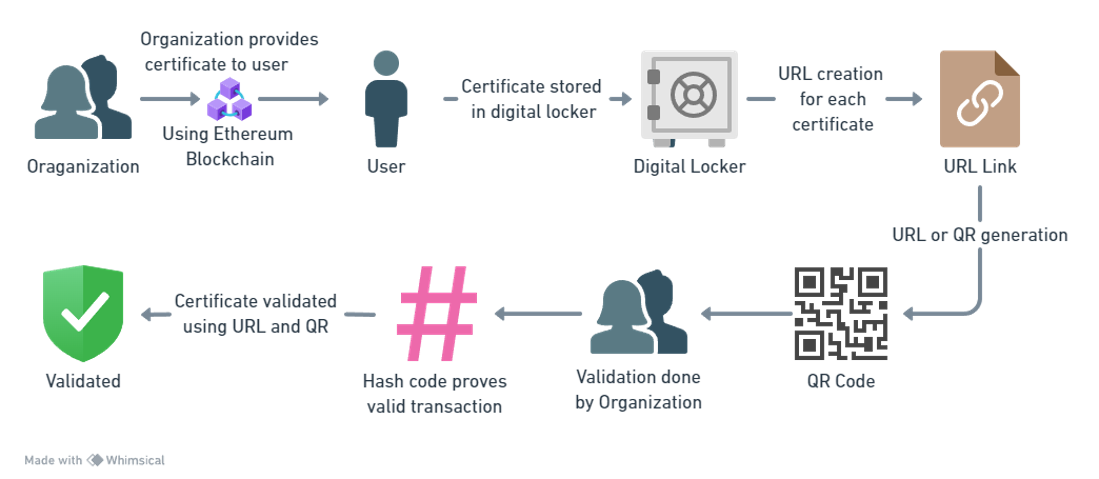 Organization provides
certificate to user
Using Ethereum
Blockchain
Oraganization
User
Certificate stored
in digital locker
Digital Locker
URL creation
for each
certificate
URL Link
URL or QR generation
QR Code
Validation done
by Organization
Hash code proves
valid transaction
Certificate validated
using URL and QR
Validated
Made with Whimsical